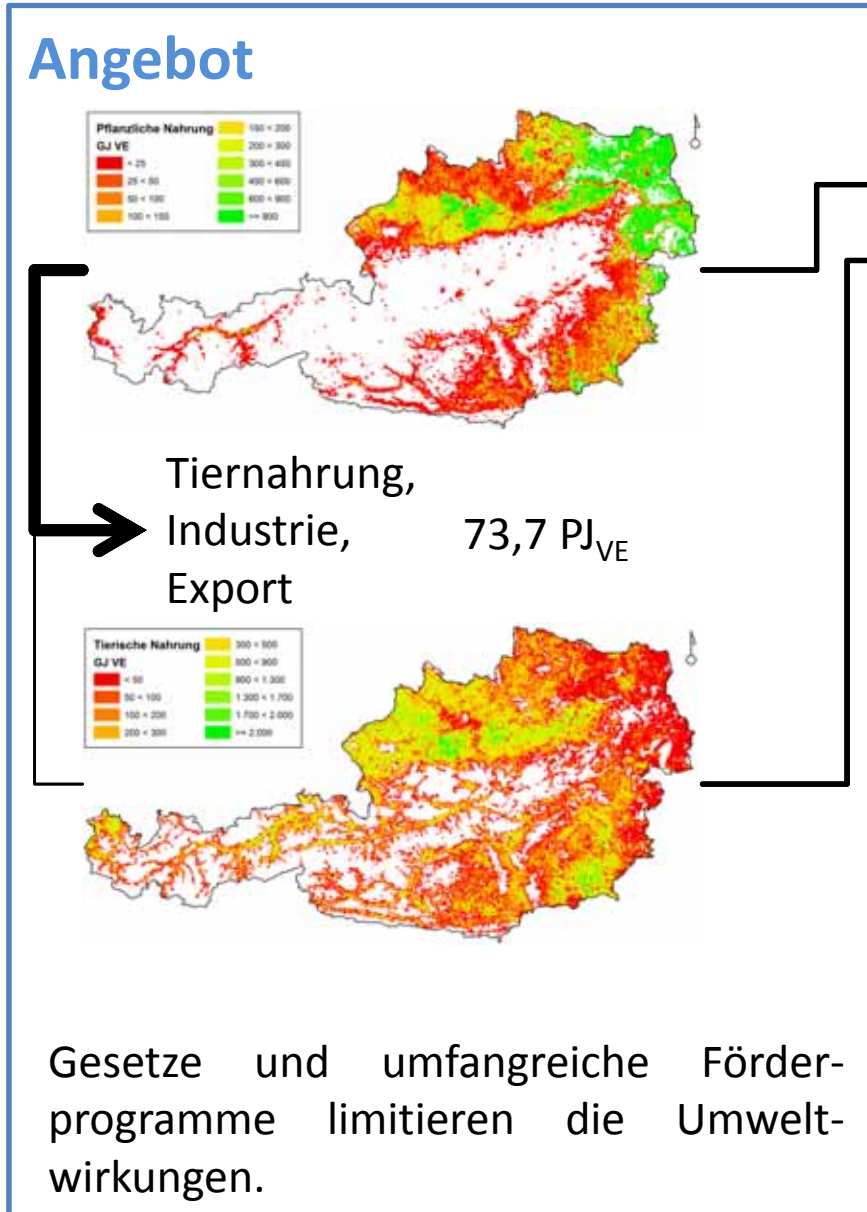 Angebot
Pflanzliche Nahrung
GJ VE
< 25
25 < 50
50 < 100
100 < 150
150 < 200
200 < 300
300 < 400
400 < 600
600 < 900
>= 900
Tiernahrung,
Industrie, 73,7 PJVE
Export
Tierische Nahrung
GJ VE
< 50
50 < 100
100 < 200
200 < 300
300 < 500
500 < 900
900 < 1.300
1.300 < 1.700
1.700 < 2.000
>= 2.000
Gesetze und umfangreiche Förder-
programme limitieren die Umwelt-
wirkungen.